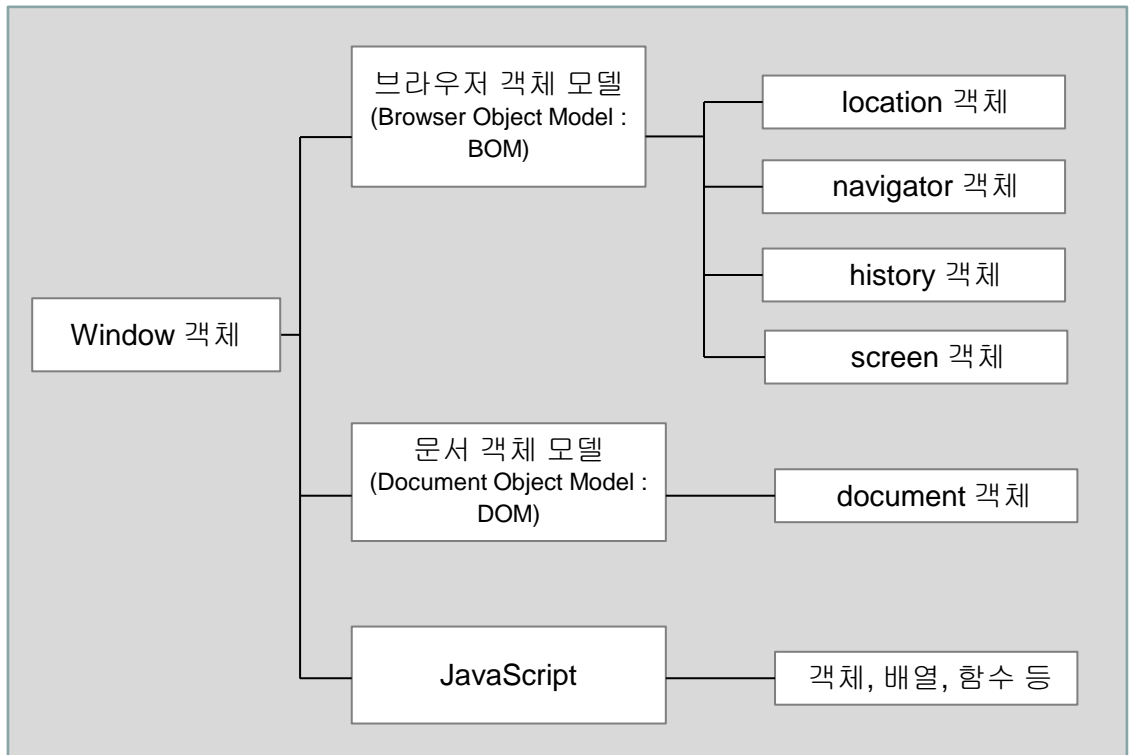 브라우저 객체 모델
(Browser Object Model :
BOM)
location 객체
navigator 객체
history 객체
screen 객체
Window 객체
문서 객체 모델
(Document Object Model :
DOM)
document 객체
JavaScript
객체, 배열, 함수 등